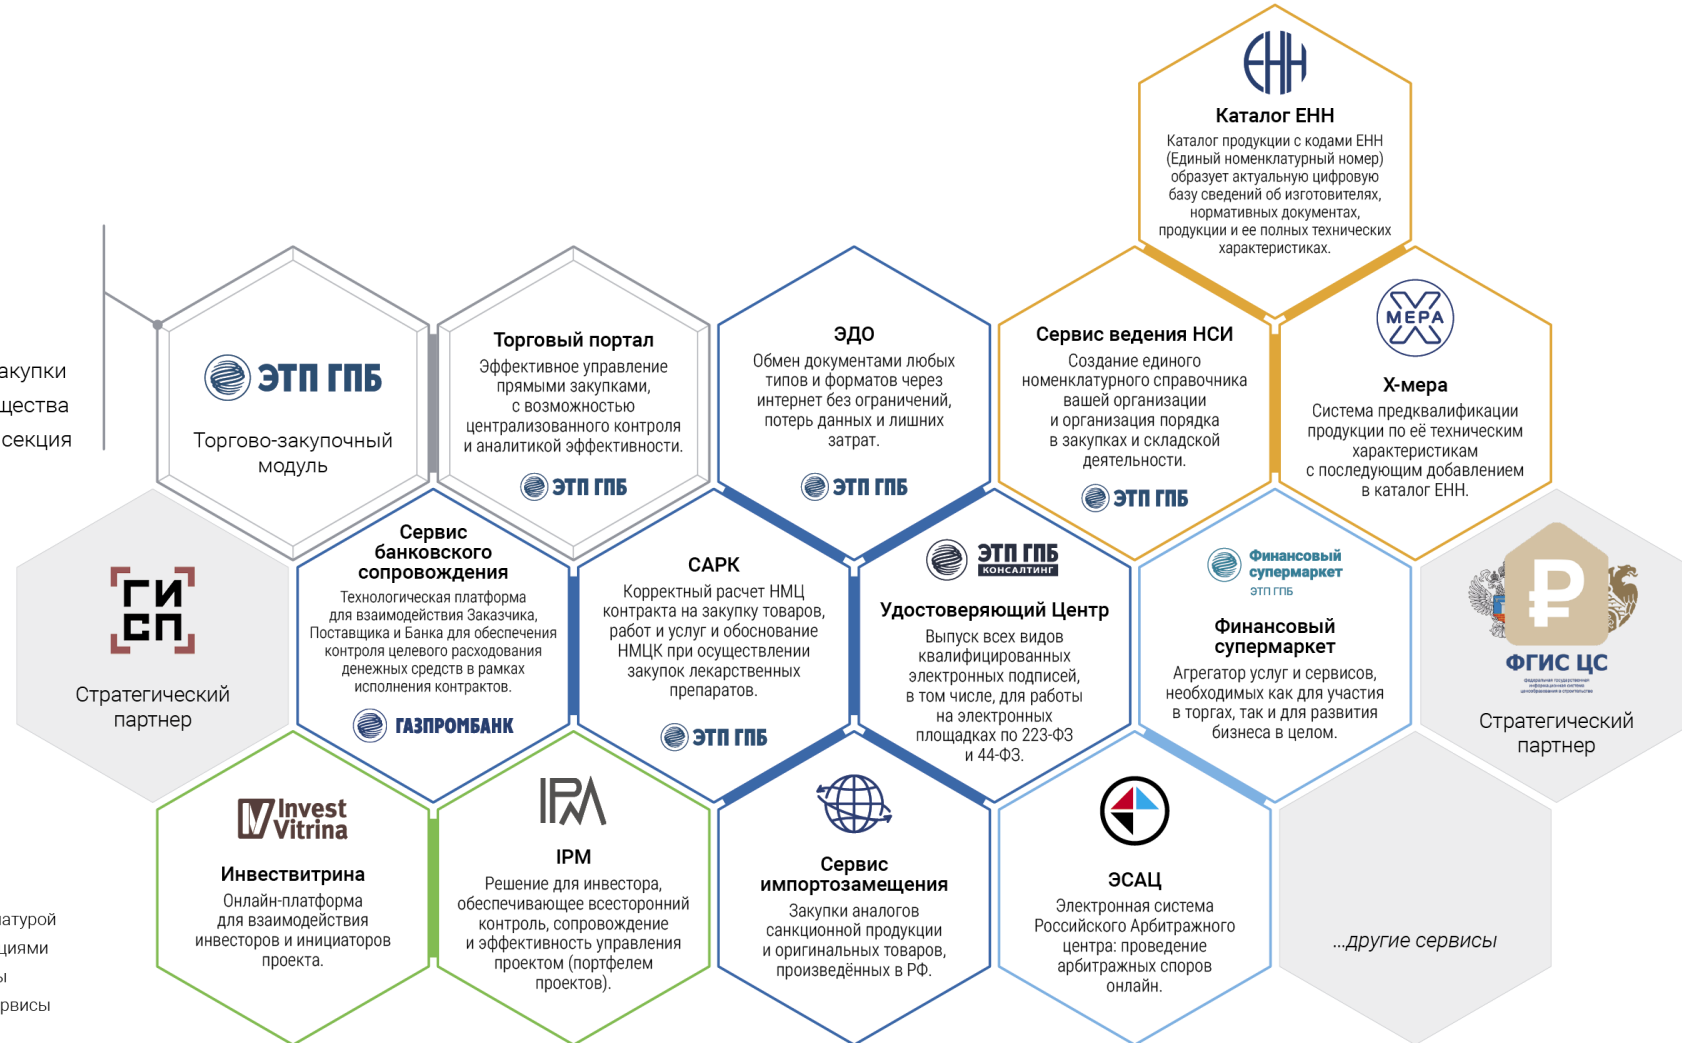 ЕНН
Каталог ЕНН
Каталог продукции с кодами ЕНН
(Единый номенклатурный номер)
образует актуальную цифровую
базу сведений об изготовителях,
нормативных документах,
продукции и ее полных технических
характеристиках.
акупки
щества
секция
ЭТП ГПБ
Торгово-закупочный
модуль
Торговый портал
Эффективное управление
прямыми закупками,
с возможностью
централизованного контроля
и аналитикой эффективности.
ЭТП ГПБ
ЭДО
Обмен документами любых
типов и форматов через
интернет без ограничений,
потерь данных и лишних
затрат.
ЭТП ГПБ
Сервис ведения НСИ
Создание единого
номенклатурного справочника
вашей организации
и организация порядка
в закупках и складской
деятельности.
ЭТП ГПБ
X МЕРА
Х-мера
Система предквалификации
продукции по её техническим
характеристикам
с последующим добавлением
в каталог ЕНН.
ГИ
СП
Стратегический
партнер
Сервис
банковского
сопровождения
Технологическая платформа
для взаимодействия Заказчика,
Поставщика и Банка для обеспечения
контроля целевого расходования
денежных средств в рамках
исполнения контрактов.
ГАЗПРОМБАНК
САРК
Корректный расчет НМЦ
контракта на закупку товаров,
работ и услуг и обоснование
НМЦК при осуществлении
закупок лекарственных
препаратов.
ЭТП ГПБ
ЭТП ГПБ
КОНСАЛТИНГ
Удостоверяющий Центр
Выпуск всех видов
квалифицированных
электронных подписей,
в том числе, для работы
на электронных
площадках по 223-ФЗ
и 44-ФЗ.
Финансовый
супермаркет
ЭТП ГПБ
Финансовый
супермаркет
Агрегатор услуг и сервисов,
необходимых как для участия
в торгах, так и для развития
бизнеса в целом.
₽
ФГИС ЦС
федеральная государственная
информационная система
ценообразования в строительстве
Стратегический
партнер
атурой
циями
ы
рвисы
Invest
Vitrina
Инвествитрина
Онлайн-платформа
для взаимодействия
инвесторов и инициаторов
проекта.
IPM
IPM
Решение для инвестора,
обеспечивающее всесторонний
контроль, сопровождение
и эффективность управления
проектом (портфелем
проектов).
Сервис
импортозамещения
Закупки аналогов
санкционной продукции
и оригинальных товаров,
произведённых в РФ.
ЭСАЦ
Электронная система
Российского Арбитражного
центра: проведение
арбитражных споров
онлайн.
...другие сервисы